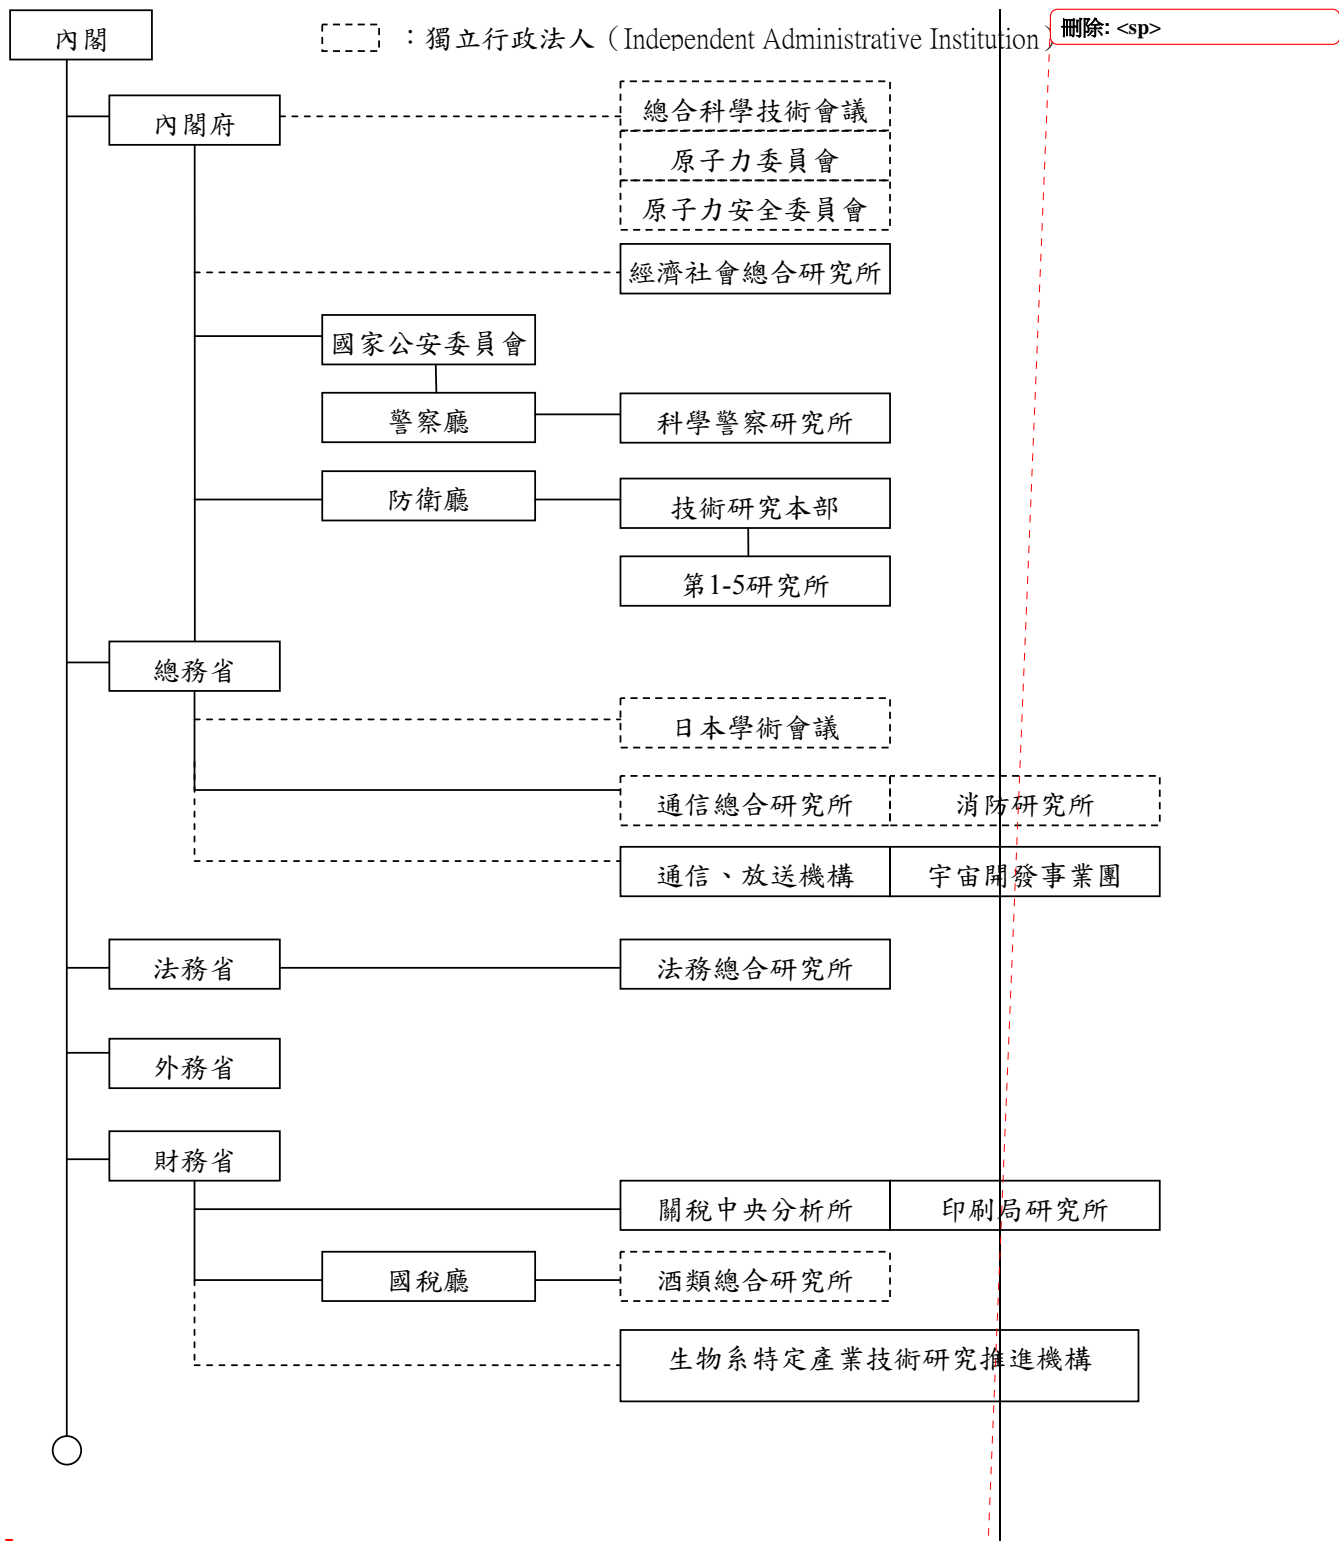 內閣
：獨立行政法人（Independent Administrative Institution）
刪除: <sp>
內閣府
總合科學技術會議
原子力委員會
原子力安全委員會
經濟社會總合研究所
國家公安委員會
警察廳
科學警察研究所
防衛廳
技術研究本部
第1-5研究所
總務省
日本學術會議
通信總合研究所
消防研究所
通信、放送機構
宇宙開發事業團
法務省
法務總合研究所
外務省
財務省
關稅中央分析所
印刷局研究所
國稅廳
酒類總合研究所
生物系特定產業技術研究推進機構